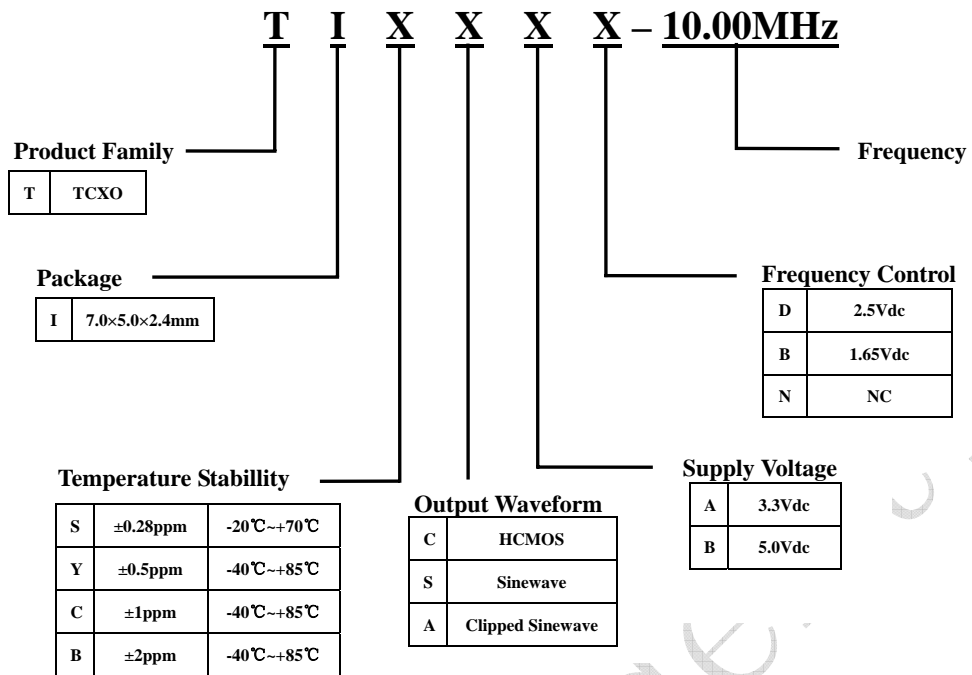 T I X X X X – 10.00MHz
Product Family
T TCXO
Frequency
Package
I 7.0×5.0×2.4mm
Frequency Control
D 2.5Vdc
B 1.65Vdc
N NC
Temperature Stabillity
S ±0.28ppm -20℃~+70℃
Y ±0.5ppm -40℃~+85℃
C ±1ppm -40℃~+85℃
B ±2ppm -40℃~+85℃
Output Waveform
C HCMOS
S Sinewave
A Clipped Sinewave
Supply Voltage
A 3.3Vdc
B 5.0Vdc